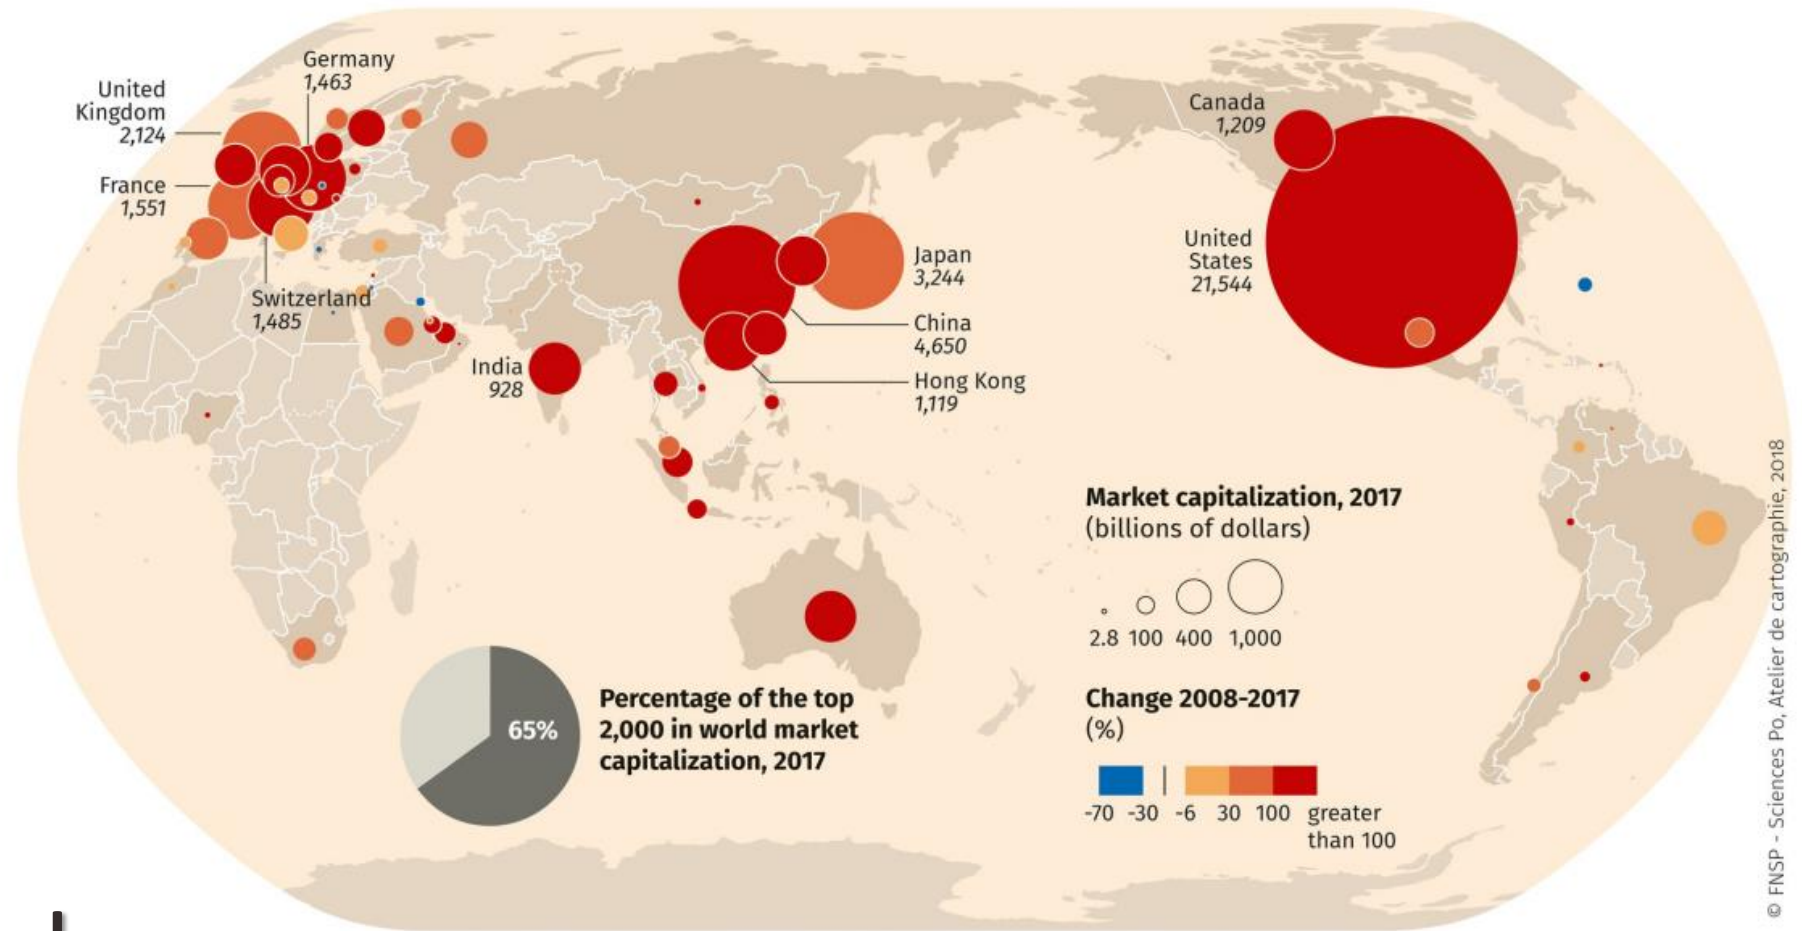 Germany
1,463
United
Kingdom
2,124
France
1,551
Switzerland
1,485
India
928
Japan
3,244
China
4,650
Hong Kong
1,119
Canada
1,209
United
States
21,544
Market capitalization, 2017
(billions of dollars)
2.8 100 400 1,000
Change 2008-2017
(%)
-70 -30 -6 30 100 greater
than 100
65%
Percentage of the top
2,000 in world market
capitalization, 2017
© FNSP - Sciences Po, Atelier de cartographie, 2018